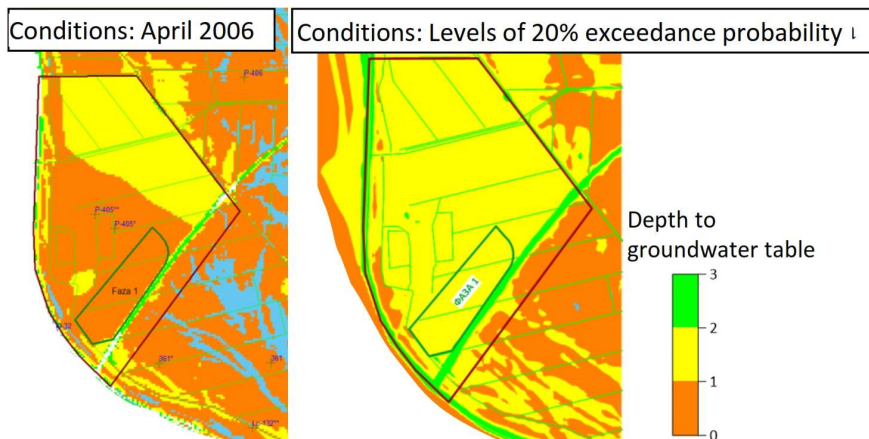 Conditions: April 2006
Conditions: Levels of 20% exceedance probability
P-406
P-405"
P-405'
Faza 1
ФАЗА 1
Depth to
groundwater table
3
2
1
0
361"
361